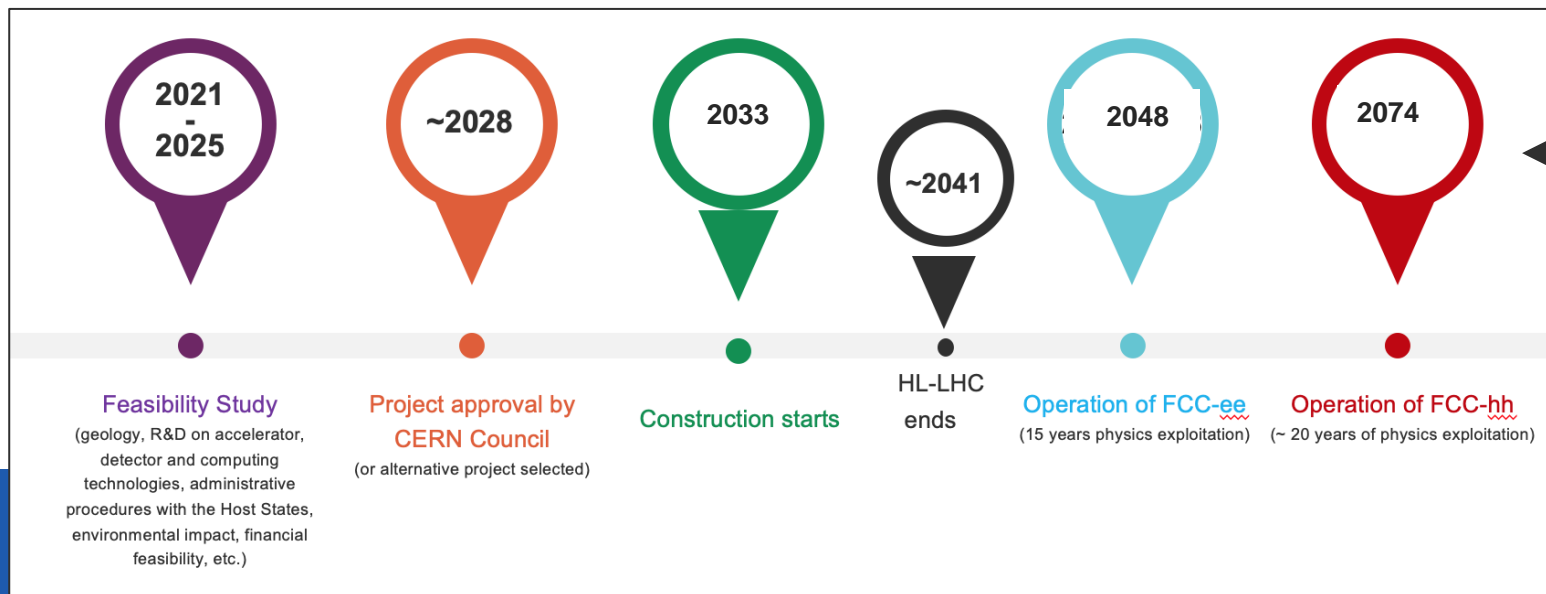 2021
-
2025
~2028
2033
~2041
2048
2074
Feasibility Study
(geology, R&D on accelerator,
detector and computing
technologies, administrative
procedures with the Host States,
environmental impact, financial
feasibility, etc.)
Project approval by
CERN Council
(or alternative project selected)
Construction starts
HL-LHC
ends
Operation of FCC-ee
(15 years physics exploitation)
Operation of FCC-hh
(~ 20 years of physics exploitation)